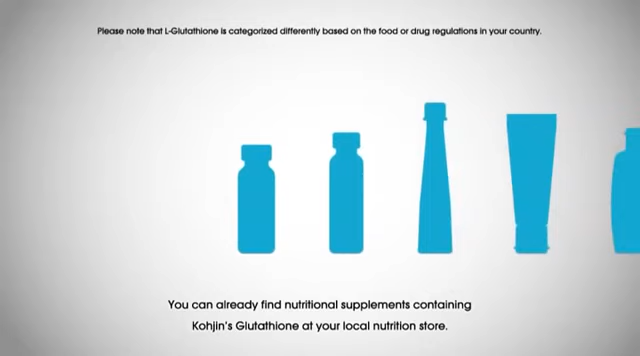 Please note that L-Glutathione is categorized differently based on the food or drug regulations in your country.
You can already find nutritional supplements containing
Kohjin's Glutathione at your local nutrition store.